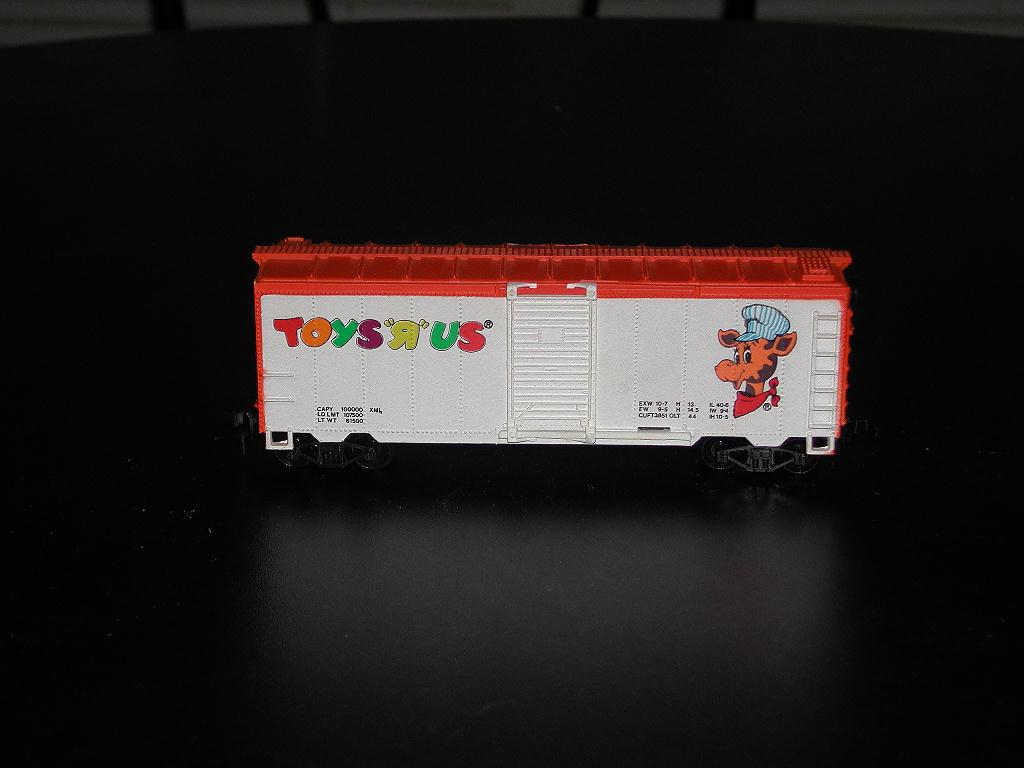 TOYS "Я" US®
CAPY 100000 XML
LD LMT 107500
LT WT 61500
EXW 10-7 H 13 IL 40-6
EW 9-5 H 14.5 IW 9-4
CUFT3851 OLT 44 IH 10-5
®